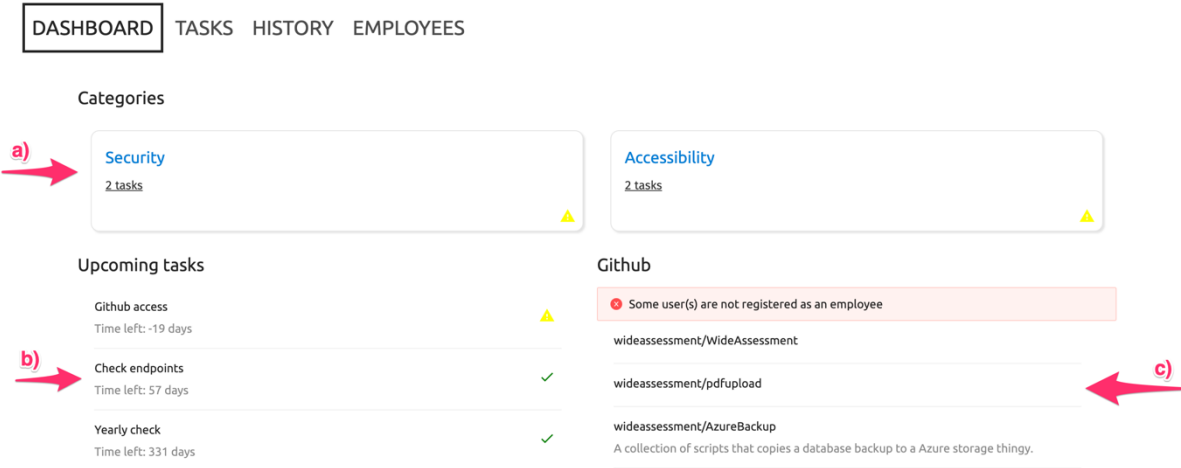 DASHBOARD TASKS HISTORY EMPLOYEES
Categories
a)
Security
2 tasks
Accessibility
2 tasks
Upcoming tasks
Github access
Time left: -19 days
b)
Check endpoints
Time left: 57 days
Yearly check
Time left: 331 days
Github
Some user(s) are not registered as an employee
wideassessment/WideAssessment
c)
wideassessment/pdfupload
wideassessment/AzureBackup
A collection of scripts that copies a database backup to a Azure storage thingy.